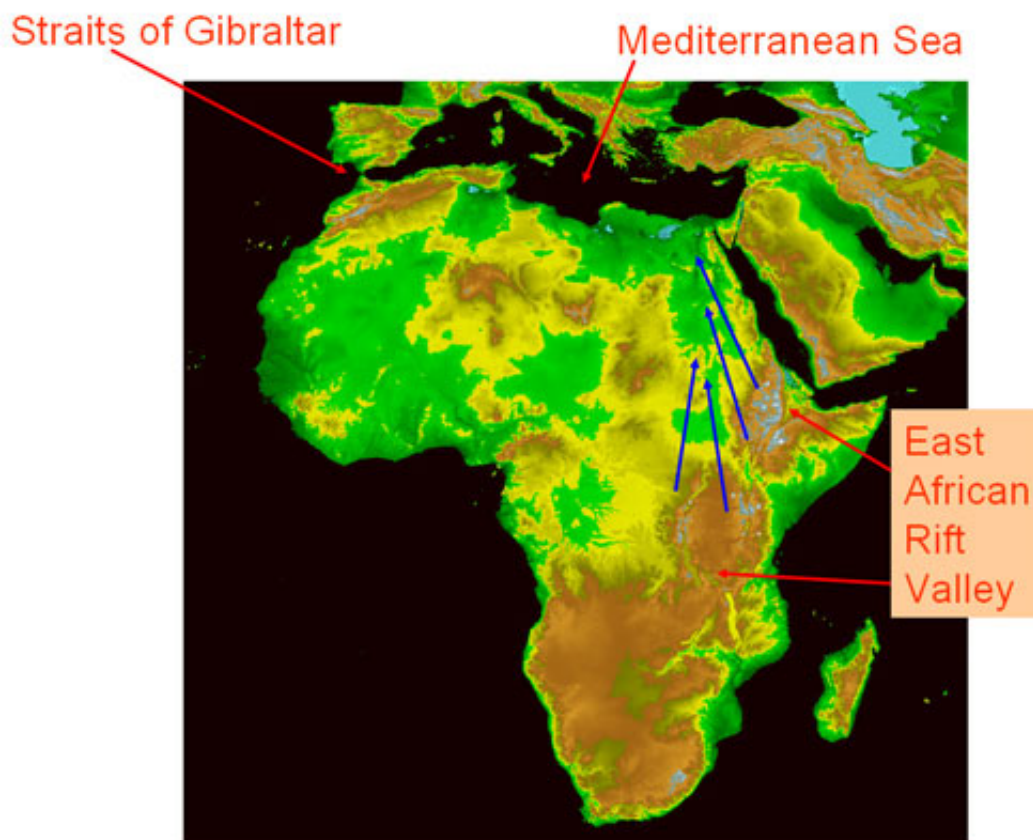 Straits of Gibraltar
Mediterranean Sea
East
African
Rift
Valley